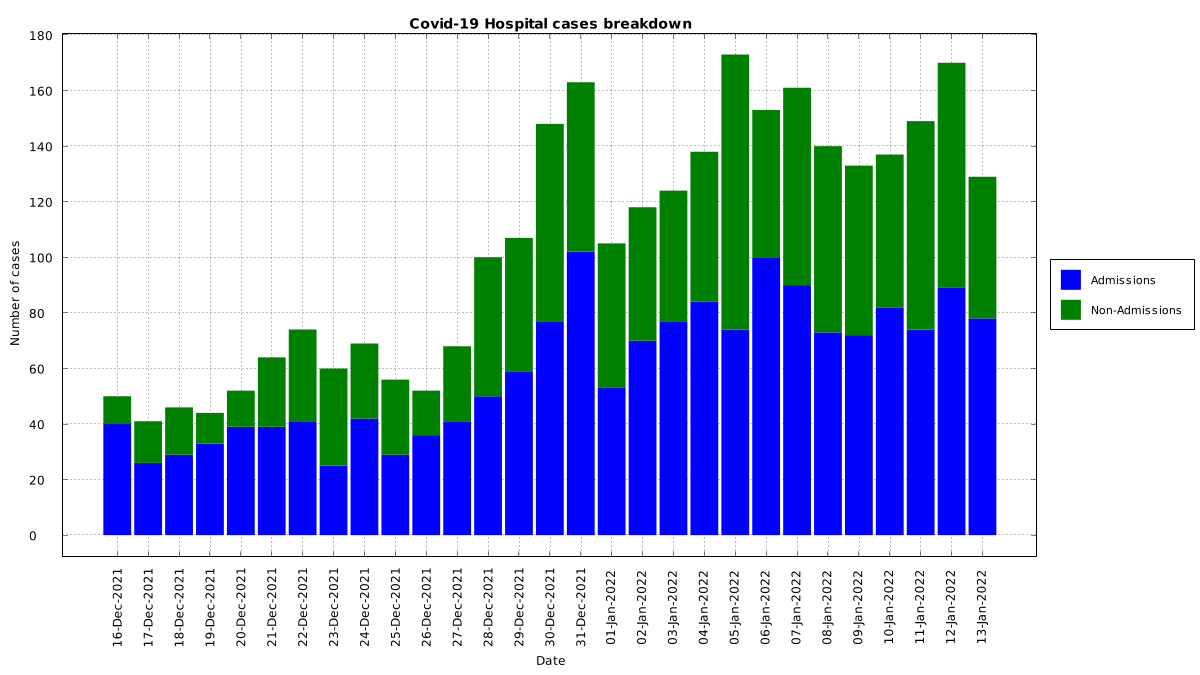 Covid-19 Hospital cases breakdown
180
160
140
120
100
80
60
40
20
0
Number of cases
16-Dec-2021
17-Dec-2021
18-Dec-2021
19-Dec-2021
20-Dec-2021
21-Dec-2021
22-Dec-2021
23-Dec-2021
24-Dec-2021
25-Dec-2021
26-Dec-2021
27-Dec-2021
28-Dec-2021
29-Dec-2021
30-Dec-2021
31-Dec-2021
01-Jan-2022
02-Jan-2022
03-Jan-2022
04-Jan-2022
05-Jan-2022
06-Jan-2022
07-Jan-2022
08-Jan-2022
09-Jan-2022
10-Jan-2022
11-Jan-2022
12-Jan-2022
13-Jan-2022
Date
Admissions
Non-Admissions